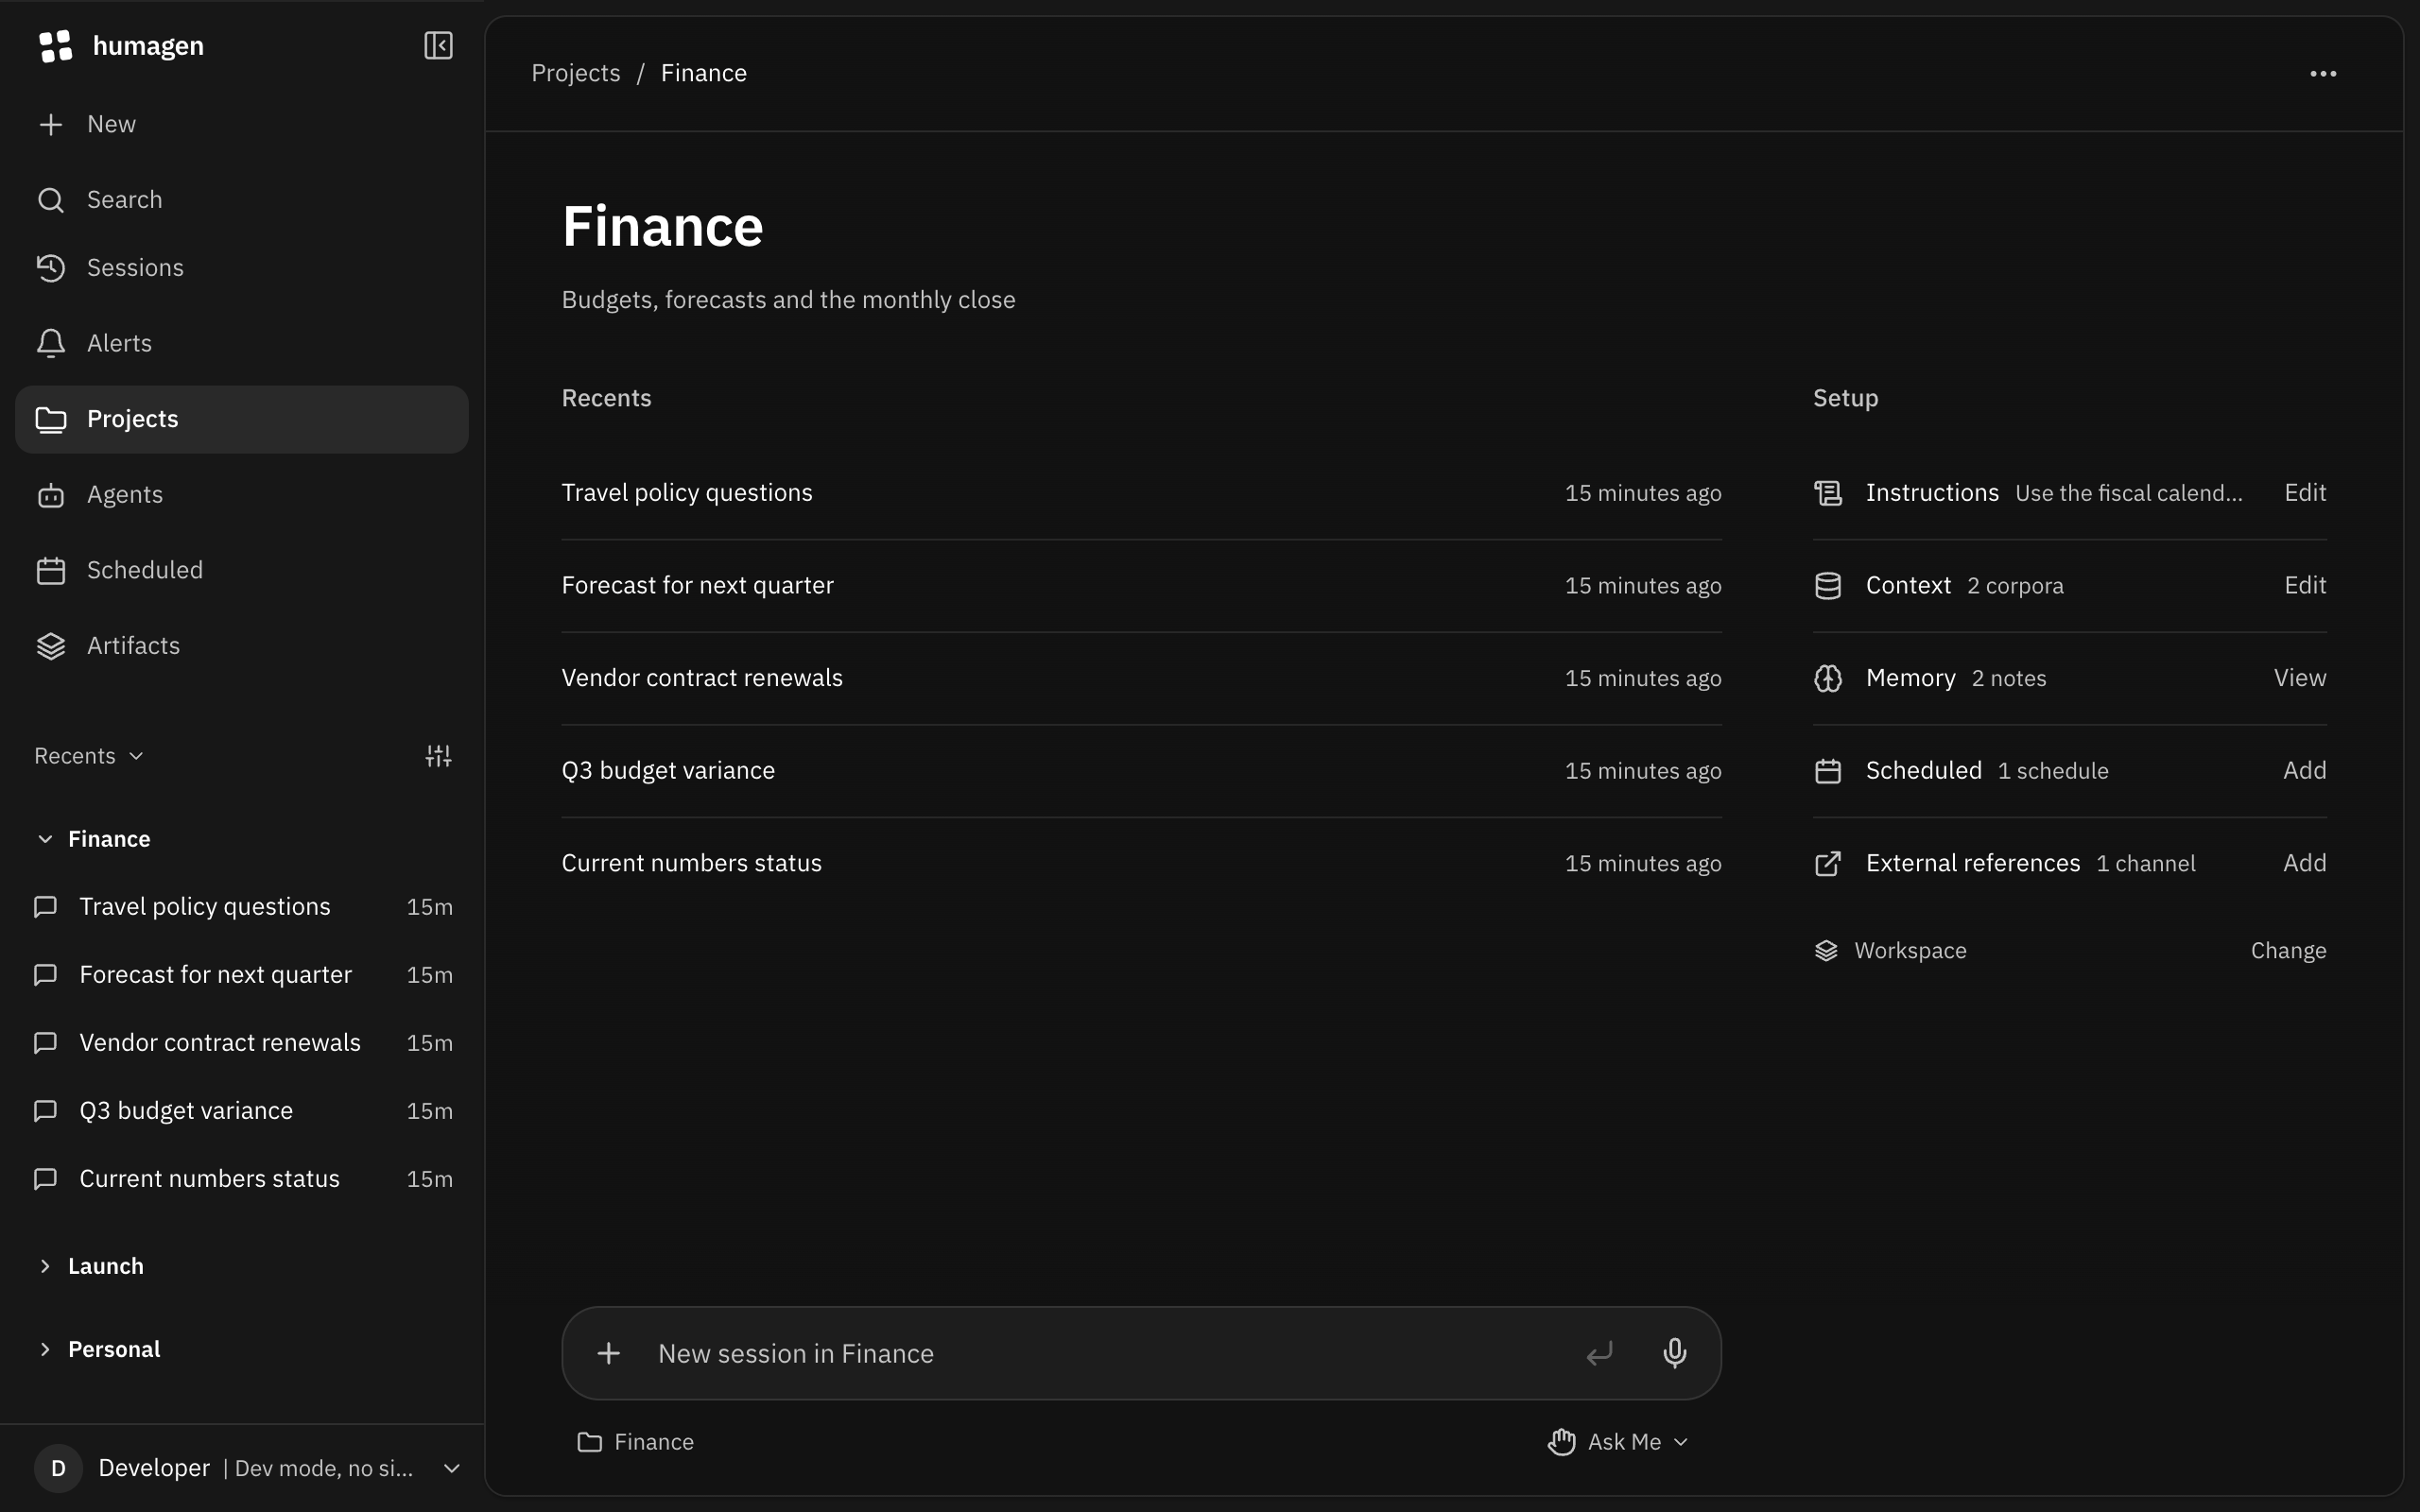 humagen
New
Search
Sessions
Alerts
Projects
Agents
Scheduled
Artifacts
Recents
Finance
Travel policy questions 15m
Forecast for next quarter 15m
Vendor contract renewals 15m
Q3 budget variance 15m
Current numbers status 15m
Launch
Personal
D Developer | Dev mode, no si...
Projects / Finance
Finance
Budgets, forecasts and the monthly close
Recents
Travel policy questions 15 minutes ago
Forecast for next quarter 15 minutes ago
Vendor contract renewals 15 minutes ago
Q3 budget variance 15 minutes ago
Current numbers status 15 minutes ago
Setup
Instructions Use the fiscal calend... Edit
Context 2 corpora Edit
Memory 2 notes View
Scheduled 1 schedule Add
External references 1 channel Add
Workspace Change
New session in Finance
Finance Ask Me